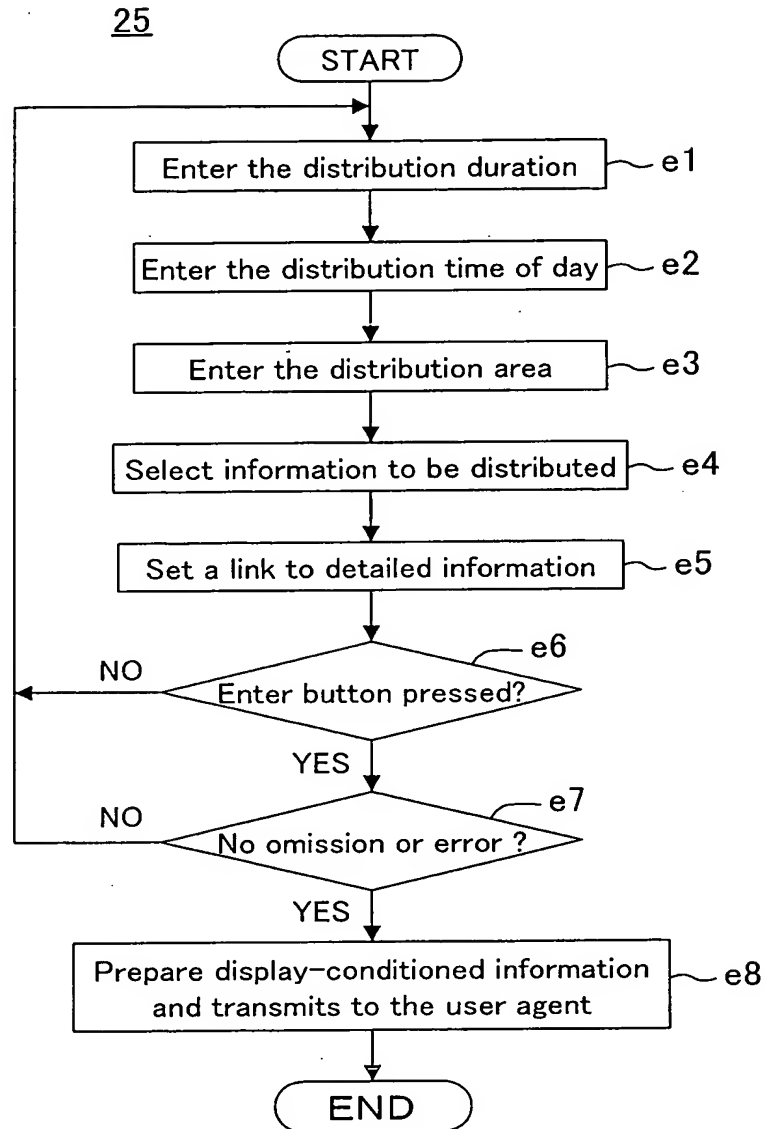 25
START
Enter the distribution duration
e1
Enter the distribution time of day
e2
Enter the distribution area
e3
Select information to be distributed
e4
Set a link to detailed information
e5
e6
NO
Enter button pressed?
YES
e7
NO
No omission or error ?
YES
Prepare display-conditioned information
and transmits to the user agent
e8
END